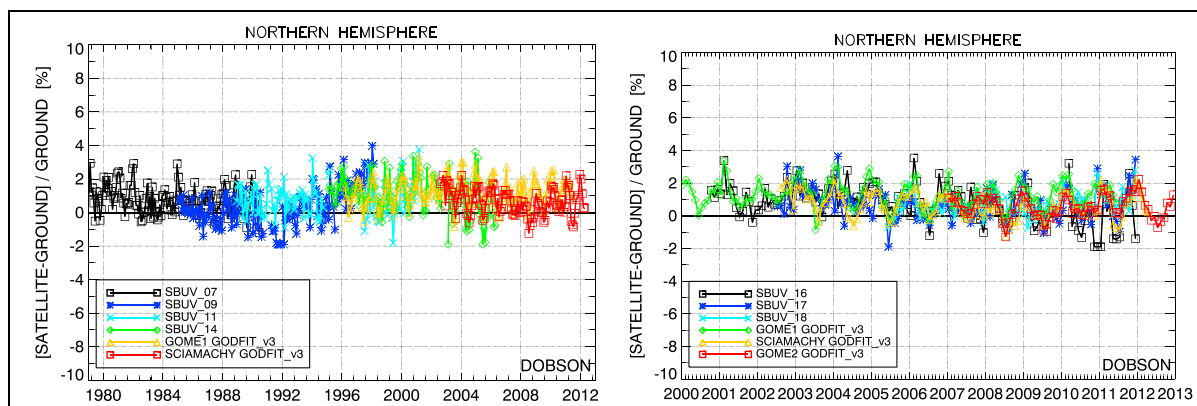 NORTHERN HEMISPHERE
[SATELLITE-GROUND] / GROUND [%]
10
8
6
4
2
0
-2
-4
-6
-8
-10
SBUV_07
SBUV_09
SBUV_11
SBUV_14
GOME1 GODFIT_v3
SCIAMACHY GODFIT_v3
DOBSON
1980 1984 1988 1992 1996 2000 2004 2008 2012
NORTHERN HEMISPHERE
[SATELLITE-GROUND] / GROUND [%]
10
8
6
4
2
0
-2
-4
-6
-8
-10
SBUV_16
SBUV_17
SBUV_18
GOME1 GODFIT_v3
SCIAMACHY GODFIT_v3
GOME2 GODFIT_v3
DOBSON
2000 2001 2002 2003 2004 2005 2006 2007 2008 2009 2010 2011 2012 2013